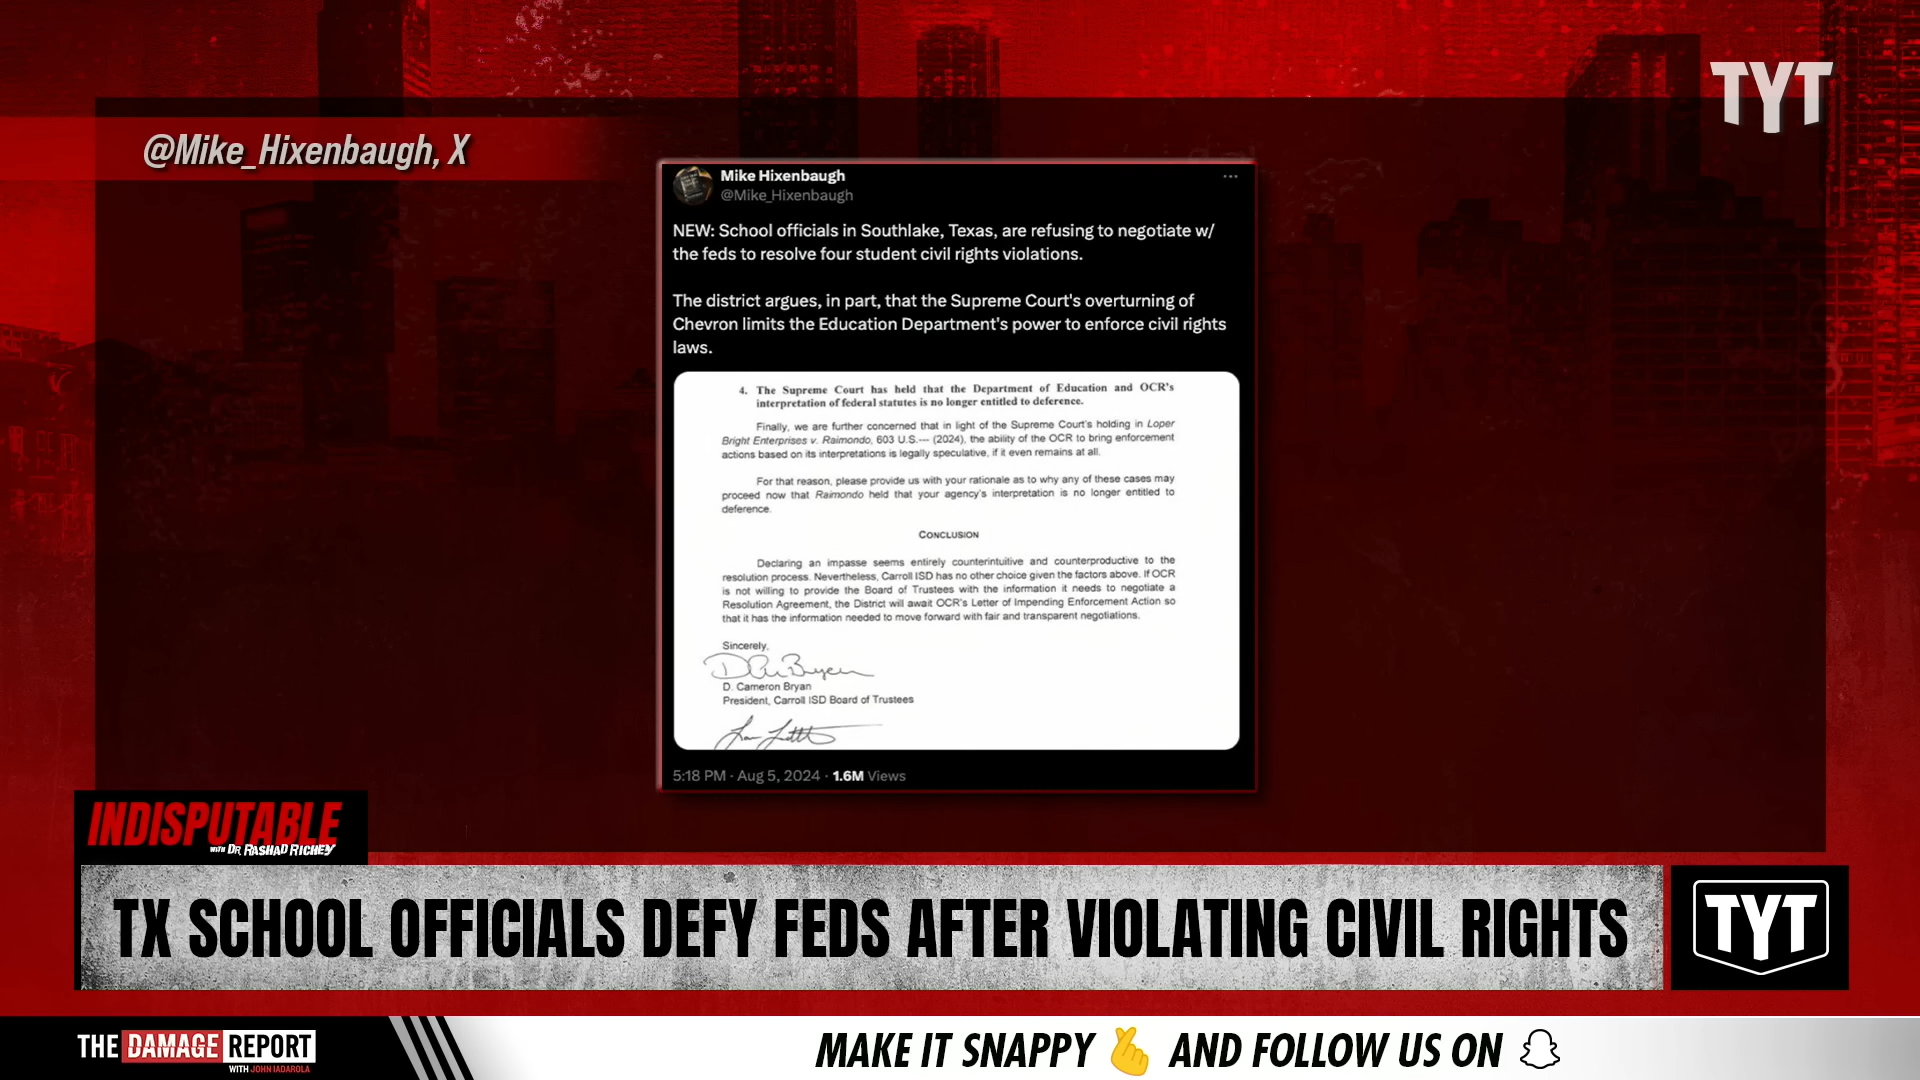 TYT
@Mike_Hixenbaugh, X
Mike Hixenbaugh
@Mike_Hixenbaugh
NEW: School officials in Southlake, Texas, are refusing to negotiate w/
the feds to resolve four student civil rights violations.
The district argues, in part, that the Supreme Court's overturning of
Chevron limits the Education Department's power to enforce civil rights
laws.
4. The Supreme Court has held that the Department of Education and OCR's
interpretation of federal statutes is no longer entitled to deference.
Finally, we are further concerned that in light of the Supreme Court's holding in Loper
Bright Enterprises v. Raimondo, 603 U.S.--- (2024), the ability of the OCR to bring enforcement
actions based on its interpretations is legally speculative, if it even remains at all.
For that reason, please provide us with your rationale as to why any of these cases may
proceed now that Raimondo held that your agency's interpretation is no longer entitled to
deference.
CONCLUSION
Declaring an impasse seems entirely counterintuitive and counterproductive to the
resolution process. Nevertheless, Carroll ISD has no other choice given the factors above. If OCR
is not willing to provide the Board of Trustees with the information it needs to negotiate a
Resolution Agreement, the District will await OCR's Letter of Impending Enforcement Action so
that it has the information needed to move forward with fair and transparent negotiations.
Sincerely,
D. Cameron Bryan
President, Carroll ISD Board of Trustees
5:18 PM · Aug 5, 2024 · 1.6M Views
INDISPUTABLE
WITH DR RASHAD RICHEY
TX SCHOOL OFFICIALS DEFY FEDS AFTER VIOLATING CIVIL RIGHTS
TYT
THE DAMAGE REPORT
WITH JOHN IADAROLA
MAKE IT SNAPPY 🫰 AND FOLLOW US ON